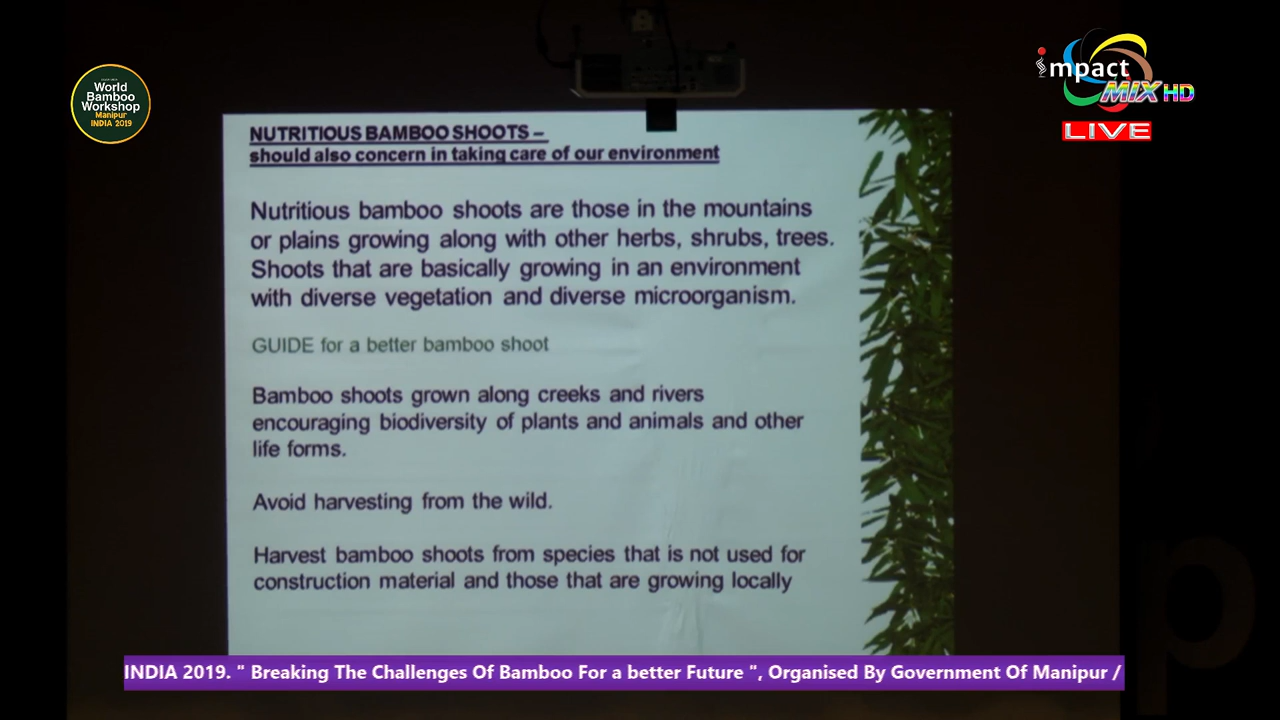 World
Bamboo
Workshop
Manipur
INDIA 2019
impact
MIX HD
LIVE
NUTRITIOUS BAMBOO SHOOTS –
should also concern in taking care of our environment
Nutritious bamboo shoots are those in the mountains
or plains growing along with other herbs, shrubs, trees.
Shoots that are basically growing in an environment
with diverse vegetation and diverse microorganism.
GUIDE for a better bamboo shoot
Bamboo shoots grown along creeks and rivers
encouraging biodiversity of plants and animals and other
life forms.
Avoid harvesting from the wild.
Harvest bamboo shoots from species that is not used for
construction material and those that are growing locally
INDIA 2019. " Breaking The Challenges Of Bamboo For a better Future ", Organised By Government Of Manipur /